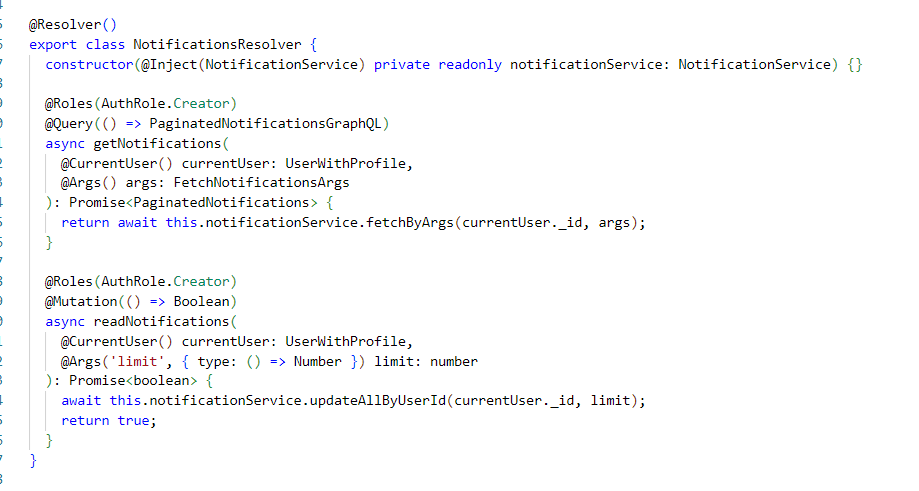 @Resolver()
export class NotificationsResolver {
constructor(@Inject(NotificationService) private readonly notificationService: NotificationService) {}
@Roles(AuthRole.Creator)
@Query(() => PaginatedNotificationsGraphQL)
async getNotifications(
@CurrentUser() currentUser: UserWithProfile,
@Args() args: FetchNotificationsArgs
): Promise<PaginatedNotifications> {
return await this.notificationService.fetchByArgs(currentUser._id, args);
}
@Roles(AuthRole.Creator)
@Mutation(() => Boolean)
async readNotifications(
@CurrentUser() currentUser: UserWithProfile,
@Args('limit', { type: () => Number }) limit: number
): Promise<boolean> {
await this.notificationService.updateAllByUserId(currentUser._id, limit);
return true;
}
}